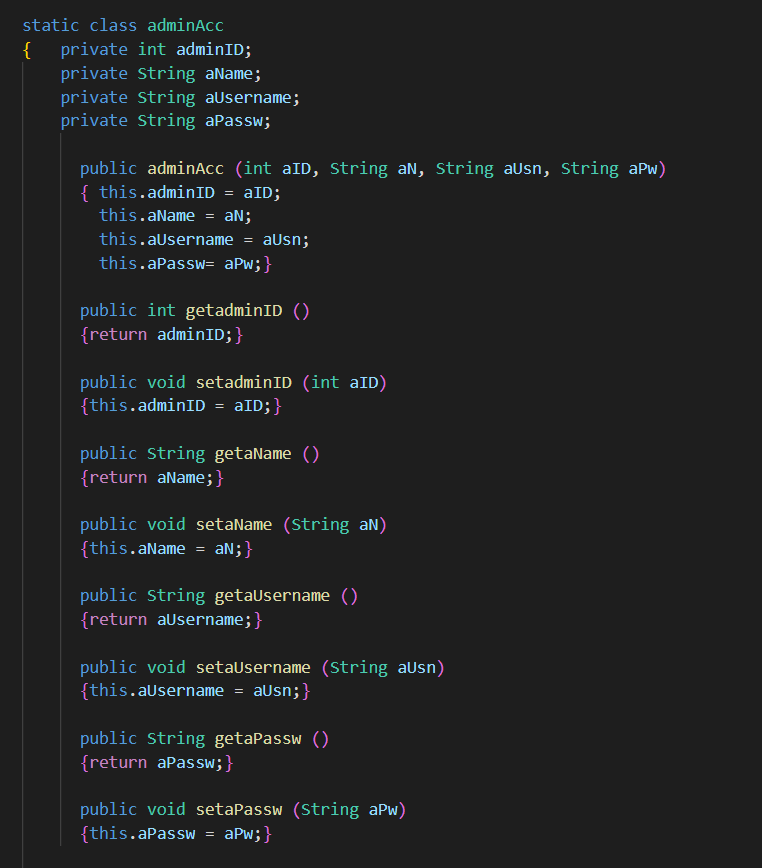 static class adminAcc
{   private int adminID;
    private String aName;
    private String aUsername;
    private String aPassw;

      public adminAcc (int aID, String aN, String aUsn, String aPw)
      { this.adminID = aID;
        this.aName = aN;
        this.aUsername = aUsn;
        this.aPassw= aPw;}

      public int getadminID ()
      {return adminID;}

      public void setadminID (int aID)
      {this.adminID = aID;}

      public String getaName ()
      {return aName;}

      public void setaName (String aN)
      {this.aName = aN;}

      public String getaUsername ()
      {return aUsername;}

      public void setaUsername (String aUsn)
      {this.aUsername = aUsn;}

      public String getaPassw ()
      {return aPassw;}

      public void setaPassw (String aPw)
      {this.aPassw = aPw;}